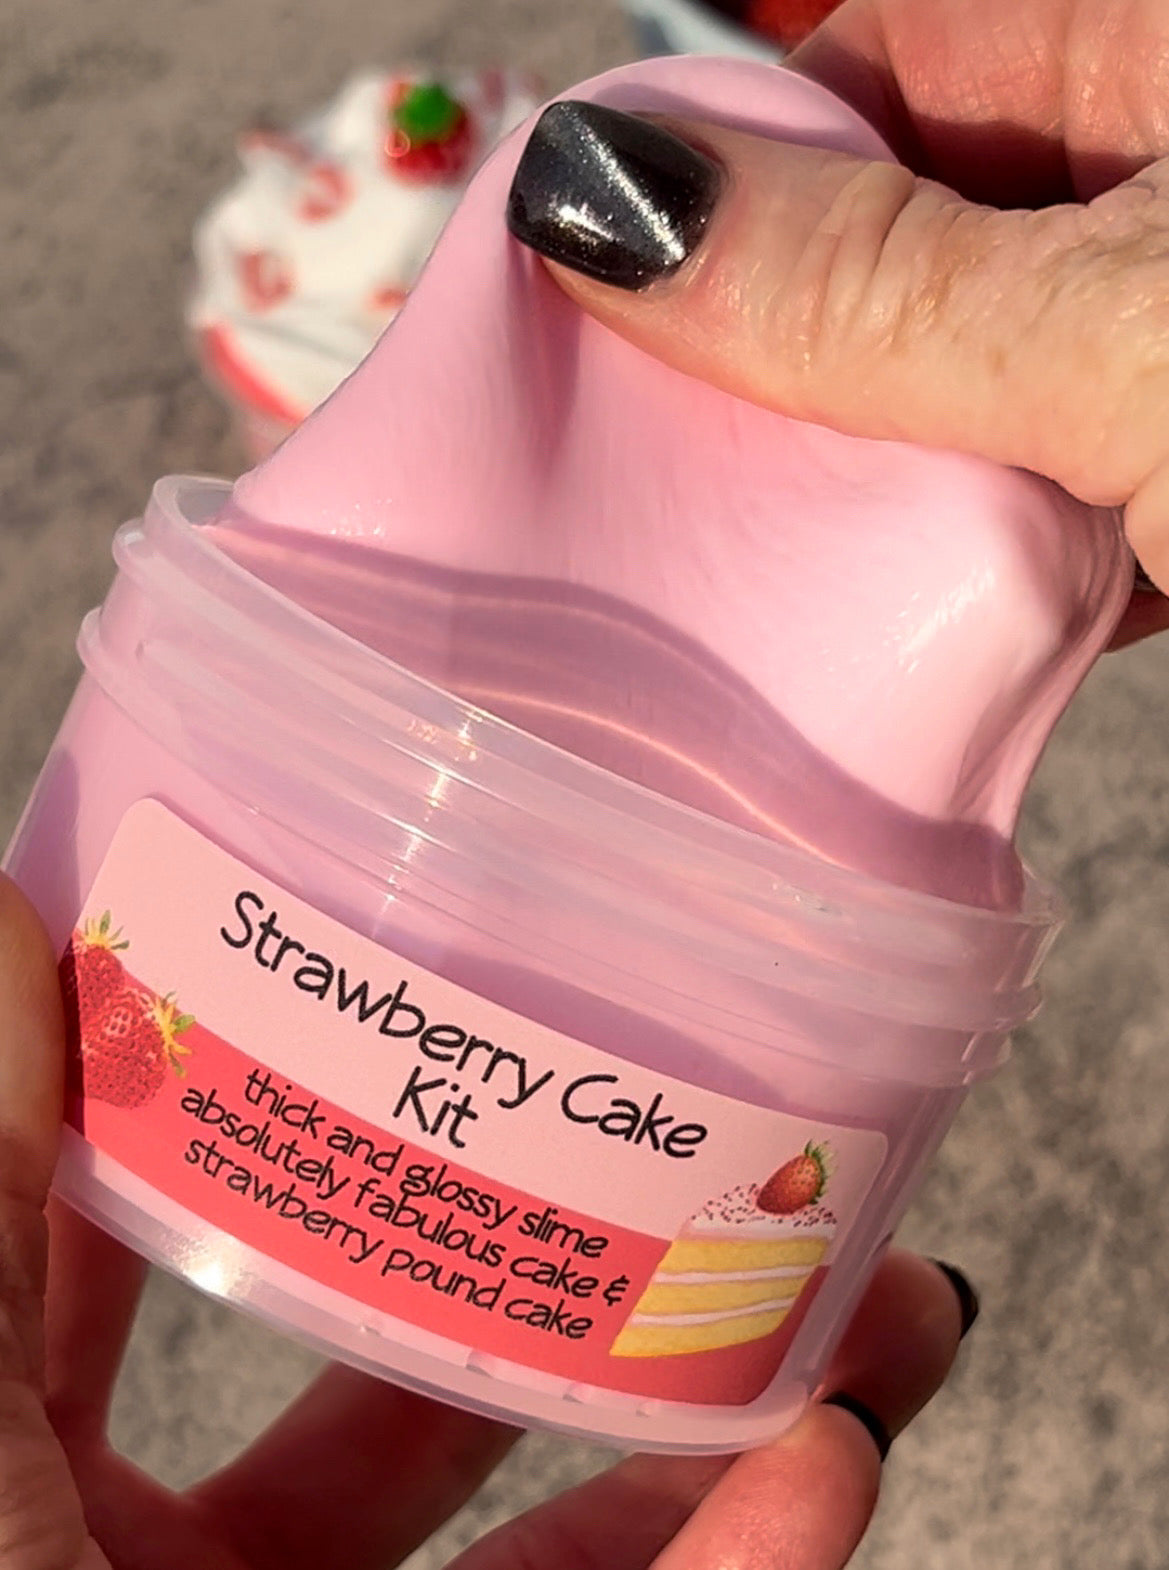 Strawberry Cake
Kit
thick and glossy slime
absolutely fabulous cake &
strawberry pound cake